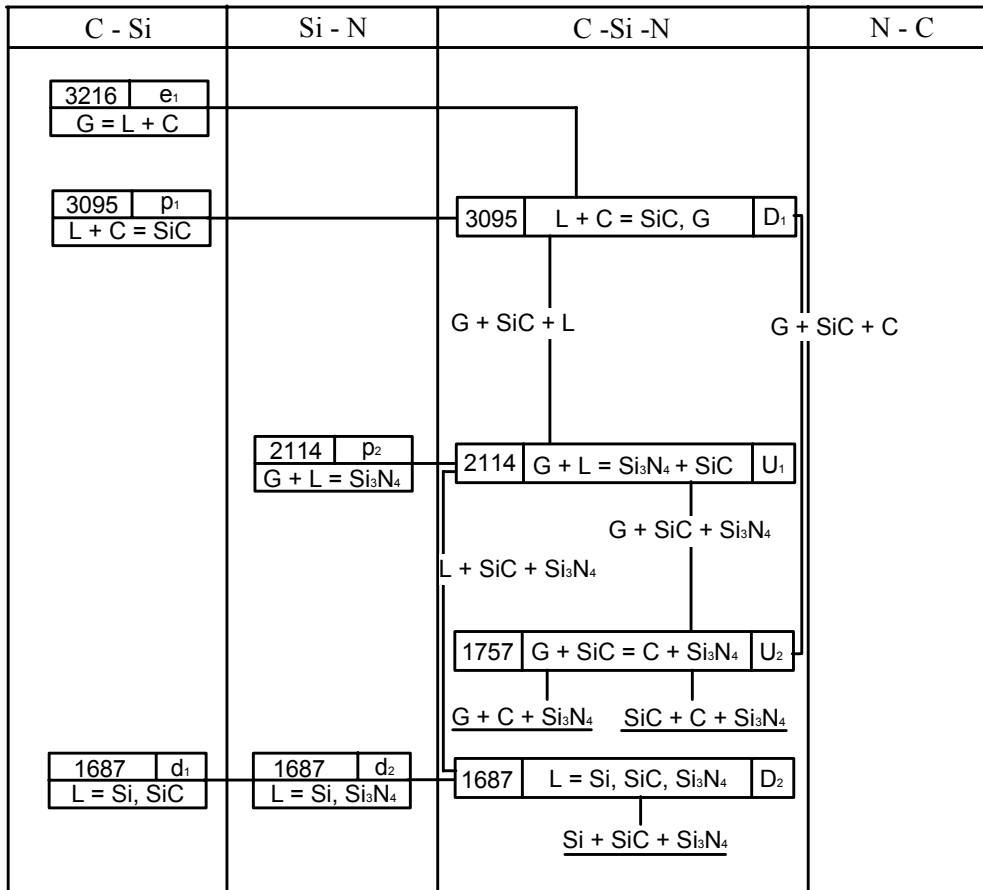 C - Si
Si - N
C -Si -N
N - C
3216 e₁
G = L + C
3095 p₁
L + C = SiC
3095 L + C = SiC, G D₁
G + SiC + L
G + SiC + C
2114 p₂
G + L = Si₃N₄
2114 G + L = Si₃N₄ + SiC U₁
G + SiC + Si₃N₄
L + SiC + Si₃N₄
1757 G + SiC = C + Si₃N₄ U₂
G + C + Si₃N₄
SiC + C + Si₃N₄
1687 d₁
L = Si, SiC
1687 d₂
L = Si, Si₃N₄
1687 L = Si, SiC, Si₃N₄ D₂
Si + SiC + Si₃N₄